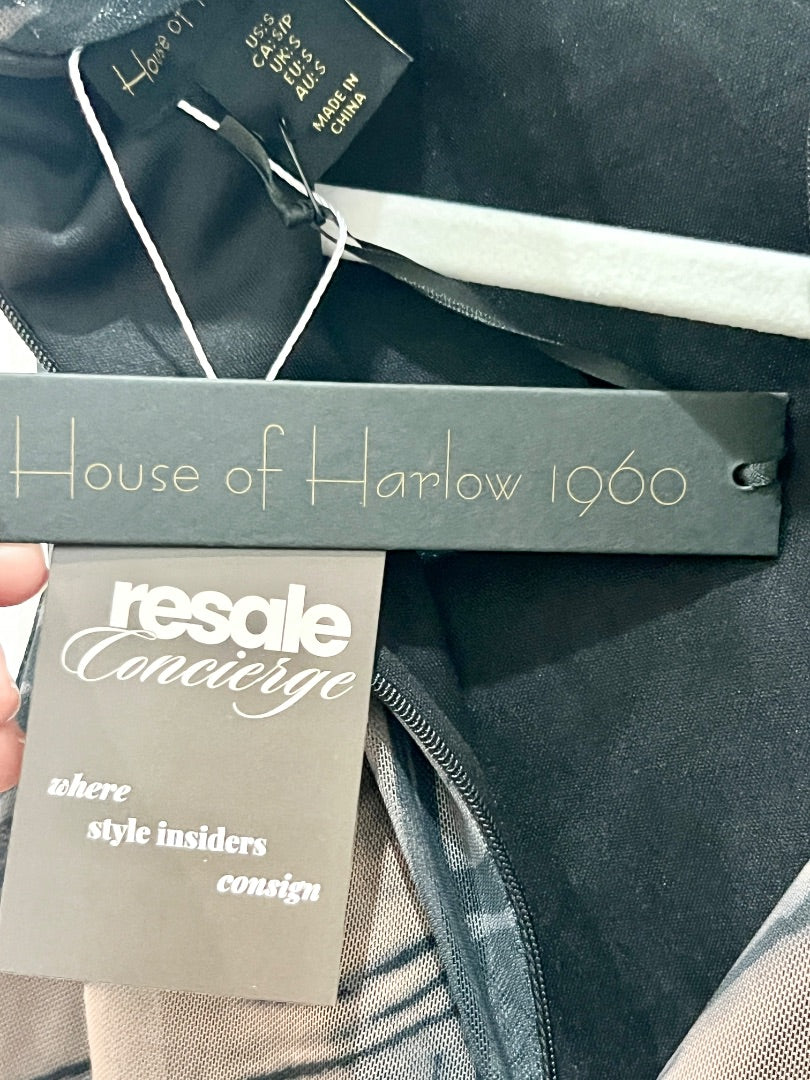 House of
US:S
CA:S/P
UK:S
EU:S
AU:S
MADE IN
CHINA
House of Harlow 1960
resale
Concierge
where
style insiders
consign